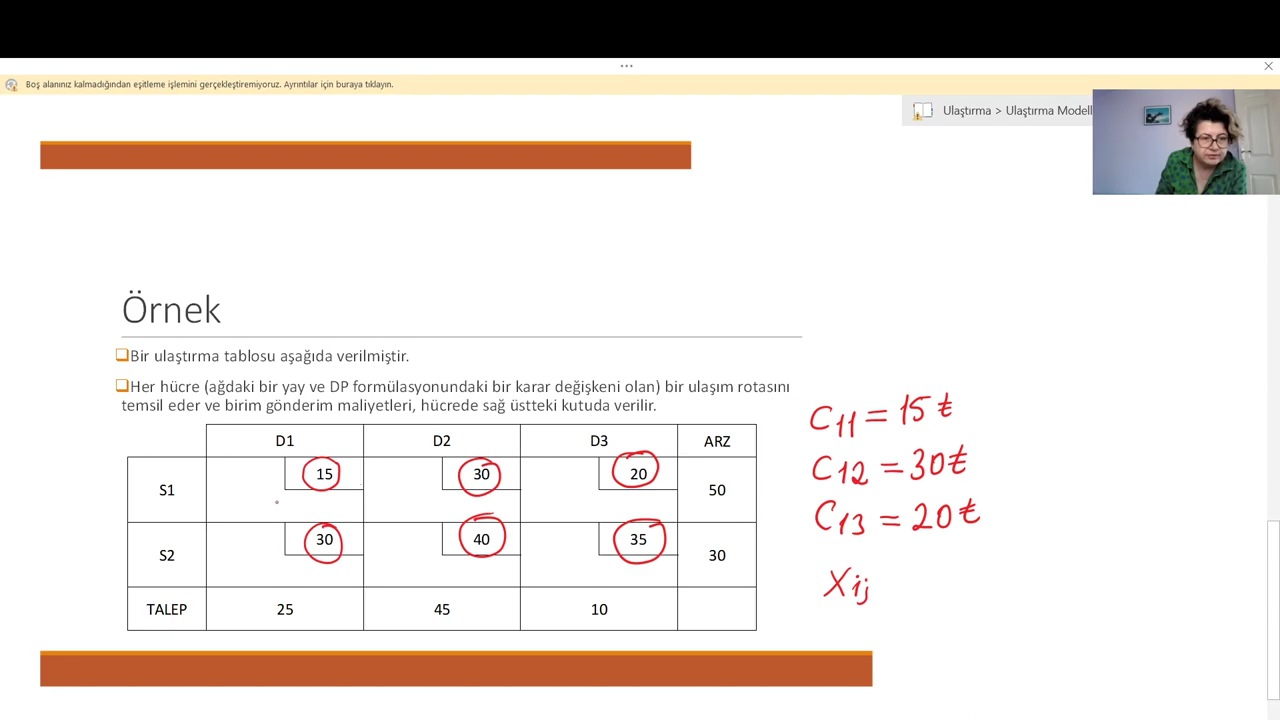 Boş alanınız kalmadığından eşitleme işlemini gerçekleştiremiyoruz. Ayrıntılar için buraya tıklayın.
Ulaştırma > Ulaştırma Modell
Örnek
Bir ulaştırma tablosu aşağıda verilmiştir.
Her hücre (ağdaki bir yay ve DP formülasyonundaki bir karar değişkeni olan) bir ulaşım rotasını
temsil eder ve birim gönderim maliyetleri, hücrede sağ üstteki kutuda verilir.
D1 D2 D3 ARZ
S1 15 30 20 50
S2 30 40 35 30
TALEP 25 45 10
C11 = 15₺
C12 = 30₺
C13 = 20₺
Xij